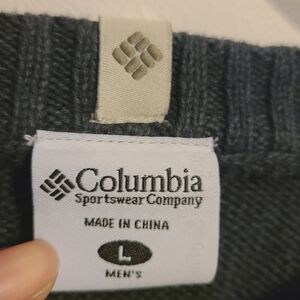 Columbia
Sportswear Company
MADE IN CHINA
L
MEN'S